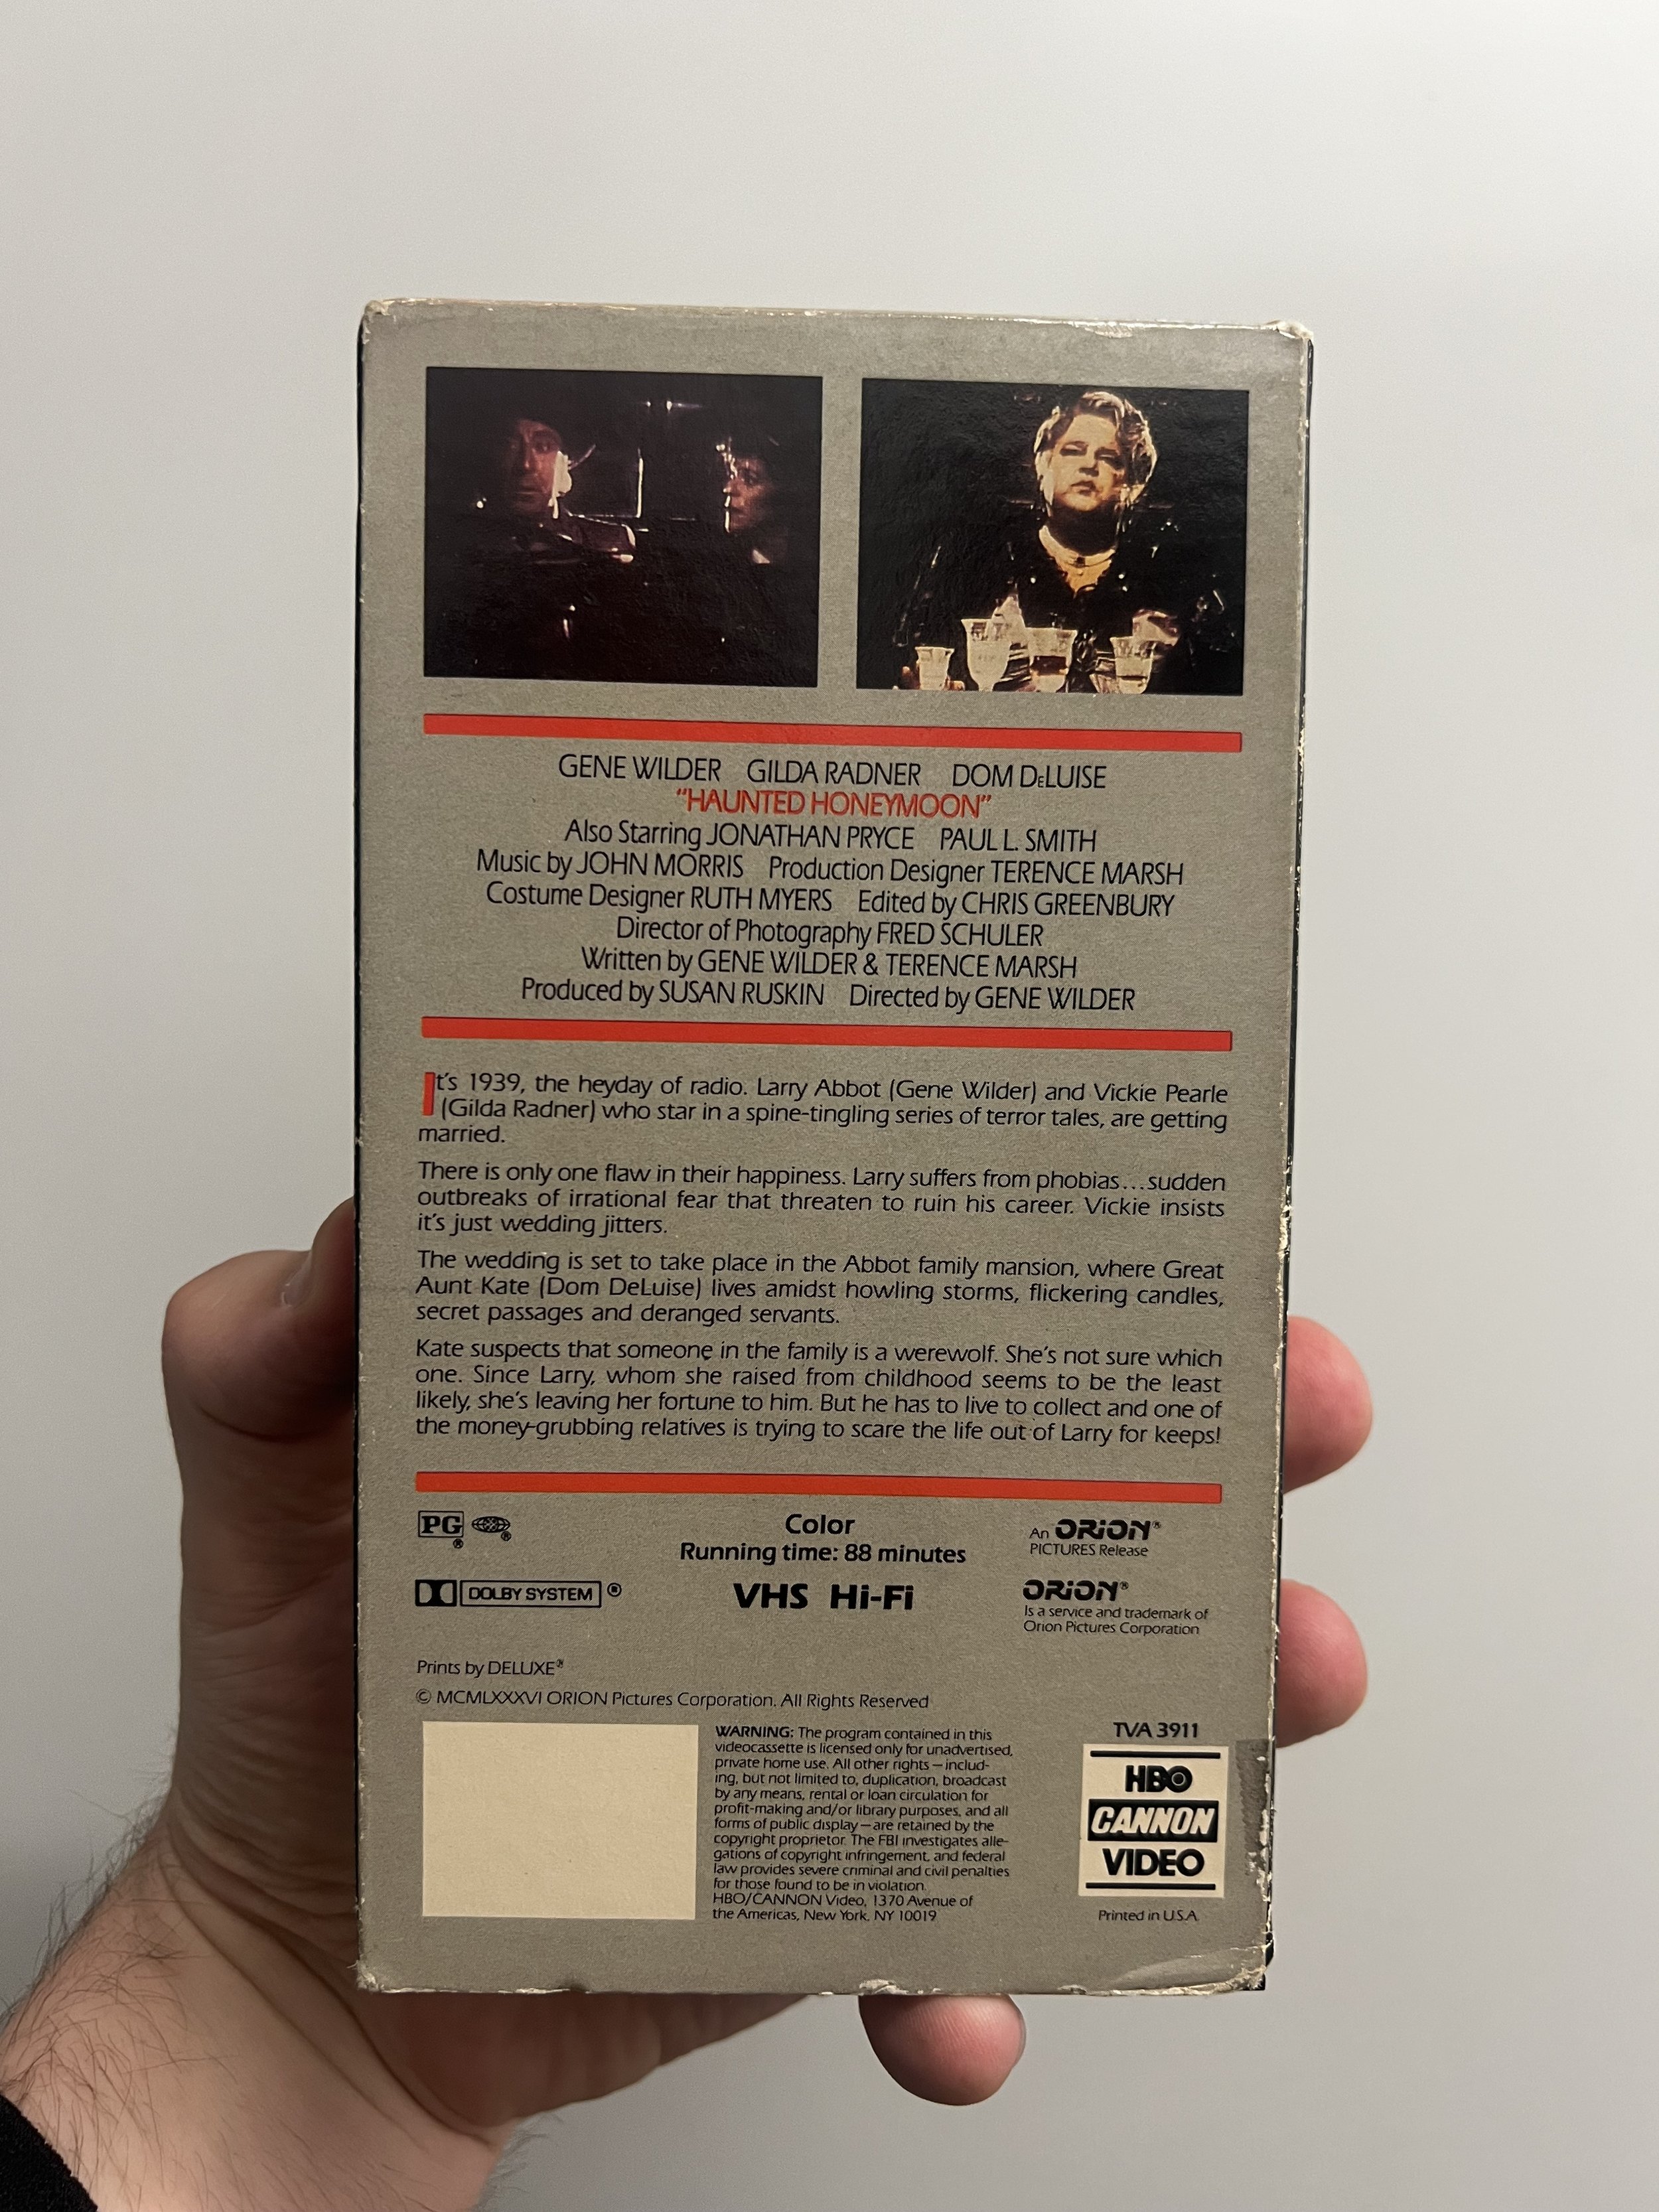 GENE WILDER GILDA RADNER DOM DeLUISE
"HAUNTED HONEYMOON"
Also Starring JONATHAN PRYCE PAUL L. SMITH
Music by JOHN MORRIS Production Designer TERENCE MARSH
Costume Designer RUTH MYERS Edited by CHRIS GREENBURY
Director of Photography FRED SCHULER
Written by GENE WILDER & TERENCE MARSH
Produced by SUSAN RUSKIN Directed by GENE WILDER
It's 1939, the heyday of radio. Larry Abbot (Gene Wilder) and Vickie Pearle
(Gilda Radner) who star in a spine-tingling series of terror tales, are getting
married.
There is only one flaw in their happiness. Larry suffers from phobias...sudden
outbreaks of irrational fear that threaten to ruin his career. Vickie insists
it's just wedding jitters.
The wedding is set to take place in the Abbot family mansion, where Great
Aunt Kate (Dom DeLuise) lives amidst howling storms, flickering candles,
secret passages and deranged servants.
Kate suspects that someone in the family is a werewolf. She's not sure which
one. Since Larry, whom she raised from childhood seems to be the least
likely, she's leaving her fortune to him. But he has to live to collect and one of
the money-grubbing relatives is trying to scare the life out of Larry for keeps!
PG ®
®
Color
Running time: 88 minutes
An ORION®
PICTURES Release
DOLBY SYSTEM ®
VHS Hi-Fi
ORION®
Is a service and trademark of
Orion Pictures Corporation
Prints by DELUXE®
© MCMLXXXVI ORION Pictures Corporation. All Rights Reserved
WARNING: The program contained in this
videocassette is licensed only for unadvertised,
private home use. All other rights—includ-
ing, but not limited to, duplication, broadcast
by any means, rental or loan circulation for
profit-making and/or library purposes, and all
forms of public display—are retained by the
copyright proprietor. The FBI investigates alle-
gations of copyright infringement, and federal
law provides severe criminal and civil penalties
for those found to be in violation.
HBO/CANNON Video, 1370 Avenue of
the Americas, New York, NY 10019
TVA 3911
HBO
CANNON
VIDEO
Printed in U.S.A.